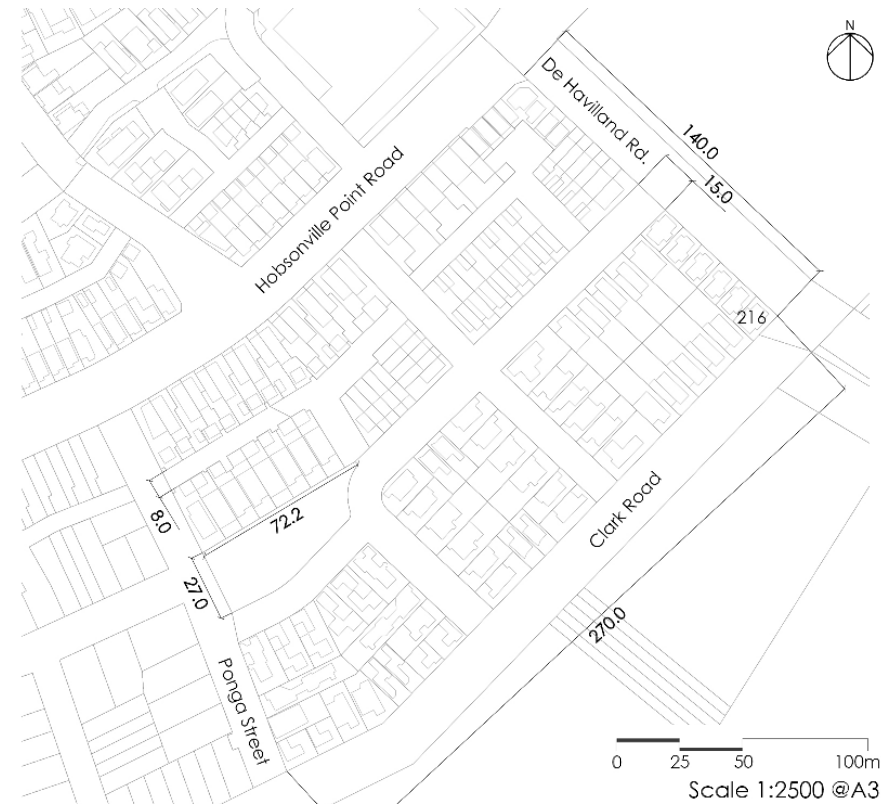 N
De Havilland Rd.
140.0
15.0
Hobsonville Point Road
216
Clark Road
8.0
72.2
27.0
270.0
Ponga Street
0 25 50 100m
Scale 1:2500 @A3